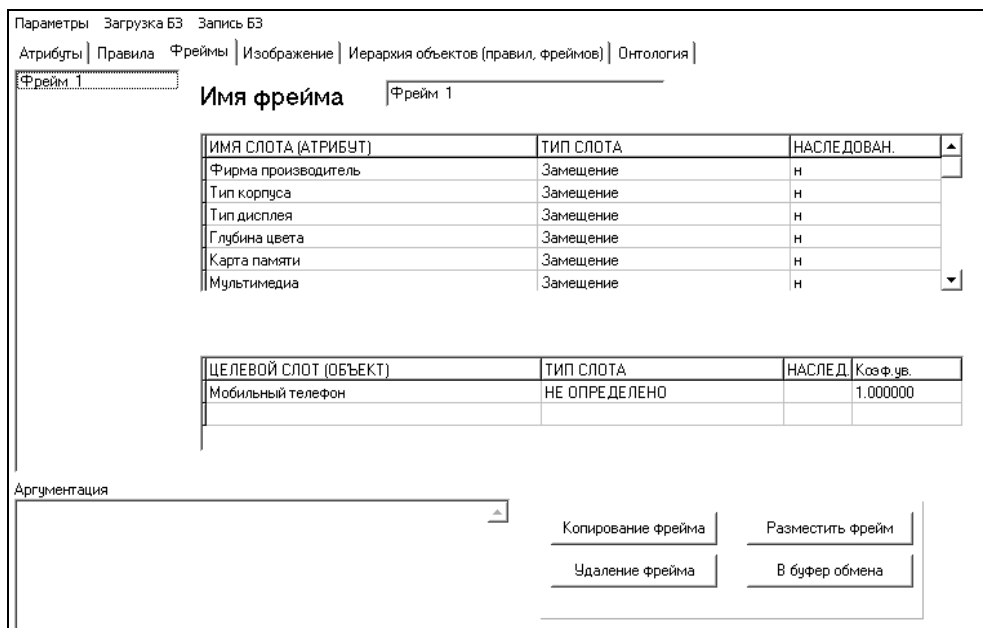 Параметры Загрузка БЗ Запись БЗ
Атрибуты Правила Фреймы Изображение Иерархия объектов (правил, фреймов) Онтология
Фрейм 1
Имя фрейма Фрейм 1
ИМЯ СЛОТА (АТРИБУТ) ТИП СЛОТА НАСЛЕДОВАН.
Фирма производитель Замещение н
Тип корпуса Замещение н
Тип дисплея Замещение н
Глубина цвета Замещение н
Карта памяти Замещение н
Мультимедиа Замещение н
ЦЕЛЕВОЙ СЛОТ (ОБЪЕКТ) ТИП СЛОТА НАСЛЕД. Коэф.ув.
Мобильный телефон НЕ ОПРЕДЕЛЕНО 1.000000
Аргументация
Копирование фрейма Разместить фрейм
Удаление фрейма В буфер обмена